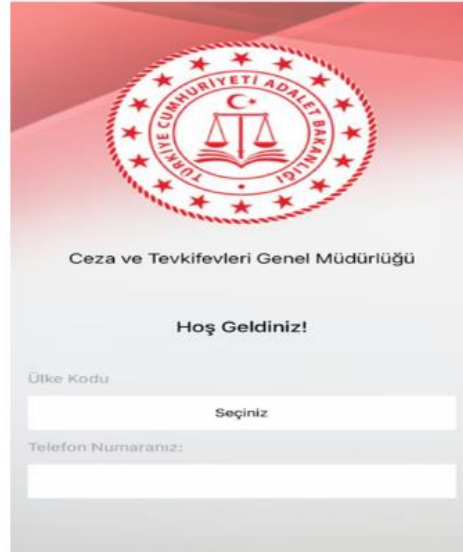 TÜRKİYE CUMHURİYETİ ADALET BAKANLIĞI
Ceza ve Tevkifevleri Genel Müdürlüğü
Hoş Geldiniz!
Ülke Kodu
Seçiniz
Telefon Numaranız: